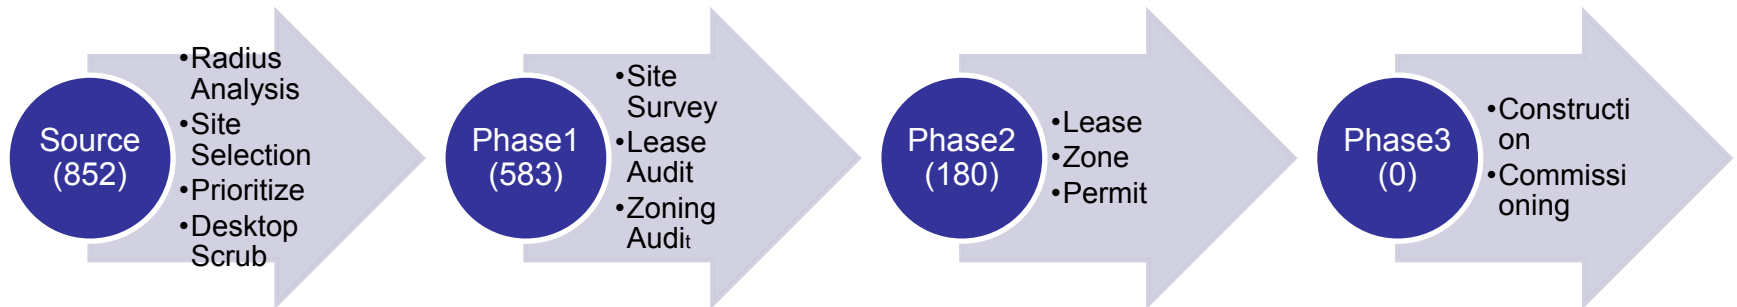 Source
(852)
•Radius
Analysis
•Site
Selection
•Prioritize
•Desktop
Scrub
Phase1
(583)
•Site
Survey
•Lease
Audit
•Zoning
Audit
Phase2
(180)
•Lease
•Zone
•Permit
Phase3
(0)
•Constructi
on
•Commissi
oning